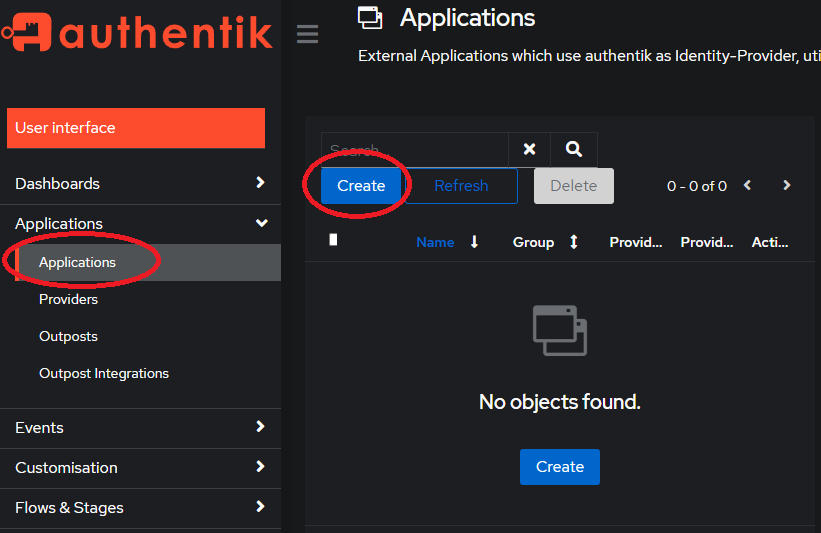 authentik
User interface
Dashboards
Applications
Applications
Providers
Outposts
Outpost Integrations
Events
Customisation
Flows & Stages
Applications
External Applications which use authentik as Identity-Provider, uti
Search...
Create Refresh Delete 0 - 0 of 0
Name Group Provid... Provid... Acti...
No objects found.
Create